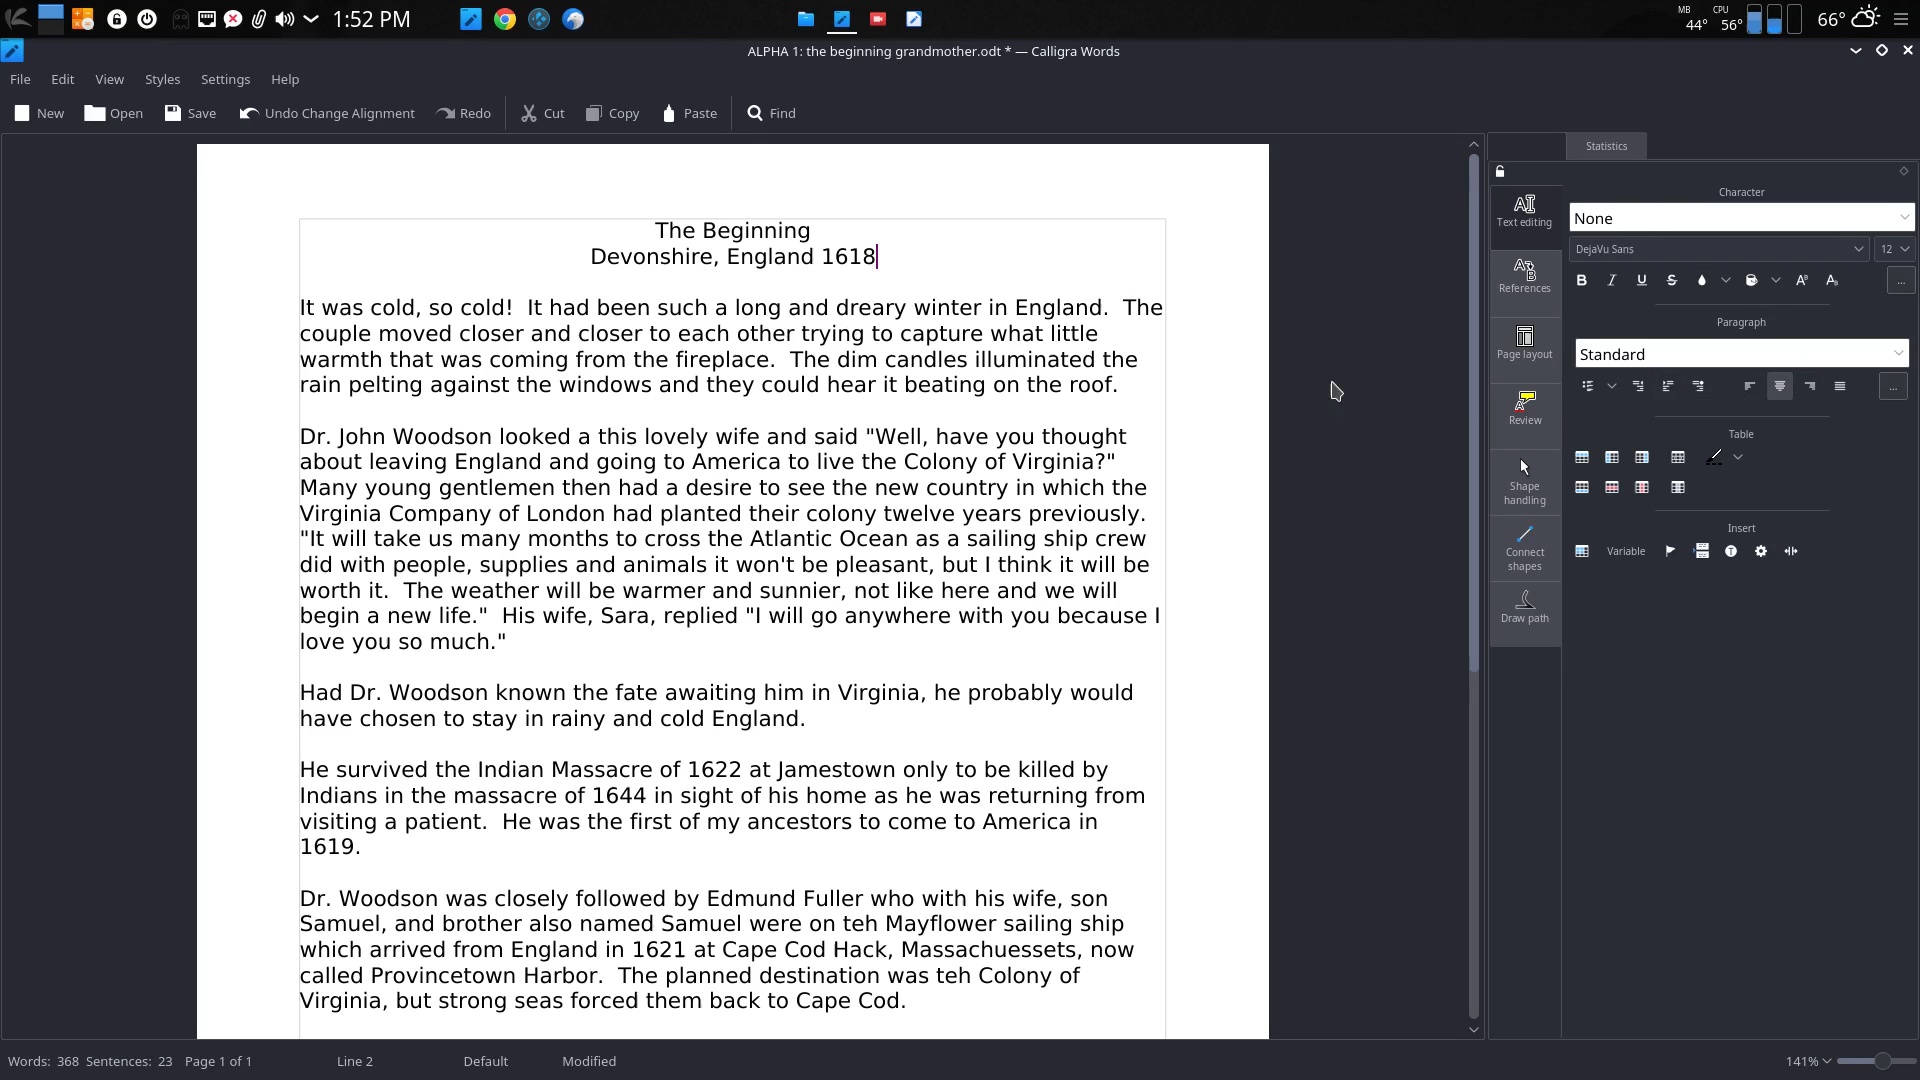 1:52 PM
MB
44°
CPU
56°
66°
ALPHA 1: the beginning grandmother.odt * — Calligra Words
File Edit View Styles Settings Help
New Open Save Undo Change Alignment Redo Cut Copy Paste Find
The Beginning
Devonshire, England 1618
It was cold, so cold!  It had been such a long and dreary winter in England.  The
couple moved closer and closer to each other trying to capture what little
warmth that was coming from the fireplace.  The dim candles illuminated the
rain pelting against the windows and they could hear it beating on the roof.
Dr. John Woodson looked a this lovely wife and said "Well, have you thought
about leaving England and going to America to live the Colony of Virginia?"
Many young gentlemen then had a desire to see the new country in which the
Virginia Company of London had planted their colony twelve years previously.
"It will take us many months to cross the Atlantic Ocean as a sailing ship crew
did with people, supplies and animals it won't be pleasant, but I think it will be
worth it.  The weather will be warmer and sunnier, not like here and we will
begin a new life."  His wife, Sara, replied "I will go anywhere with you because I
love you so much."
Had Dr. Woodson known the fate awaiting him in Virginia, he probably would
have chosen to stay in rainy and cold England.
He survived the Indian Massacre of 1622 at Jamestown only to be killed by
Indians in the massacre of 1644 in sight of his home as he was returning from
visiting a patient.  He was the first of my ancestors to come to America in
1619.
Dr. Woodson was closely followed by Edmund Fuller who with his wife, son
Samuel, and brother also named Samuel were on teh Mayflower sailing ship
which arrived from England in 1621 at Cape Cod Hack, Massachuessets, now
called Provincetown Harbor.  The planned destination was teh Colony of
Virginia, but strong seas forced them back to Cape Cod.
Statistics
Text editing
References
Page layout
Review
Shape
handling
Connect
shapes
Draw path
Character
None
DejaVu Sans 12
Paragraph
Standard
Table
Insert
Variable
Words: 368 Sentences: 23 Page 1 of 1 Line 2 Default Modified 141%